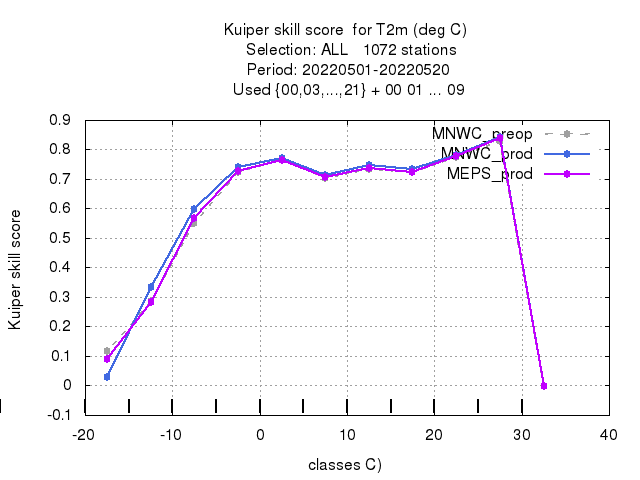 Kuiper skill score for T2m (deg C)
Selection: ALL 1072 stations
Period: 20220501-20220520
Used {00,03,...,21} + 00 01 ... 09
MNWC_preop
MNWC_prod
MEPS_prod
Kuiper skill score
0.9
0.8
0.7
0.6
0.5
0.4
0.3
0.2
0.1
0
-0.1
-20
-10
0
10
20
30
40
classes C)